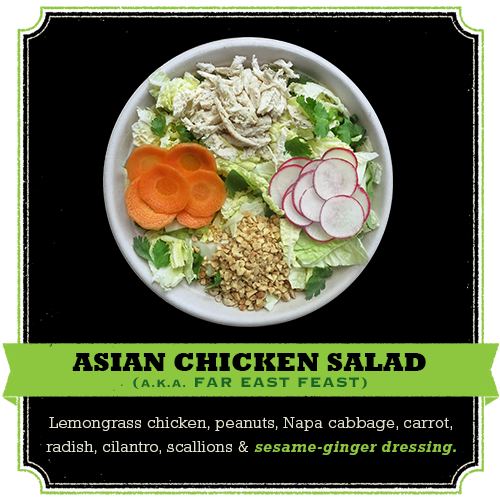 ASIAN CHICKEN SALAD
(A.K.A. FAR EAST FEAST)
Lemongrass chicken, peanuts, Napa cabbage, carrot,
radish, cilantro, scallions & sesame-ginger dressing.